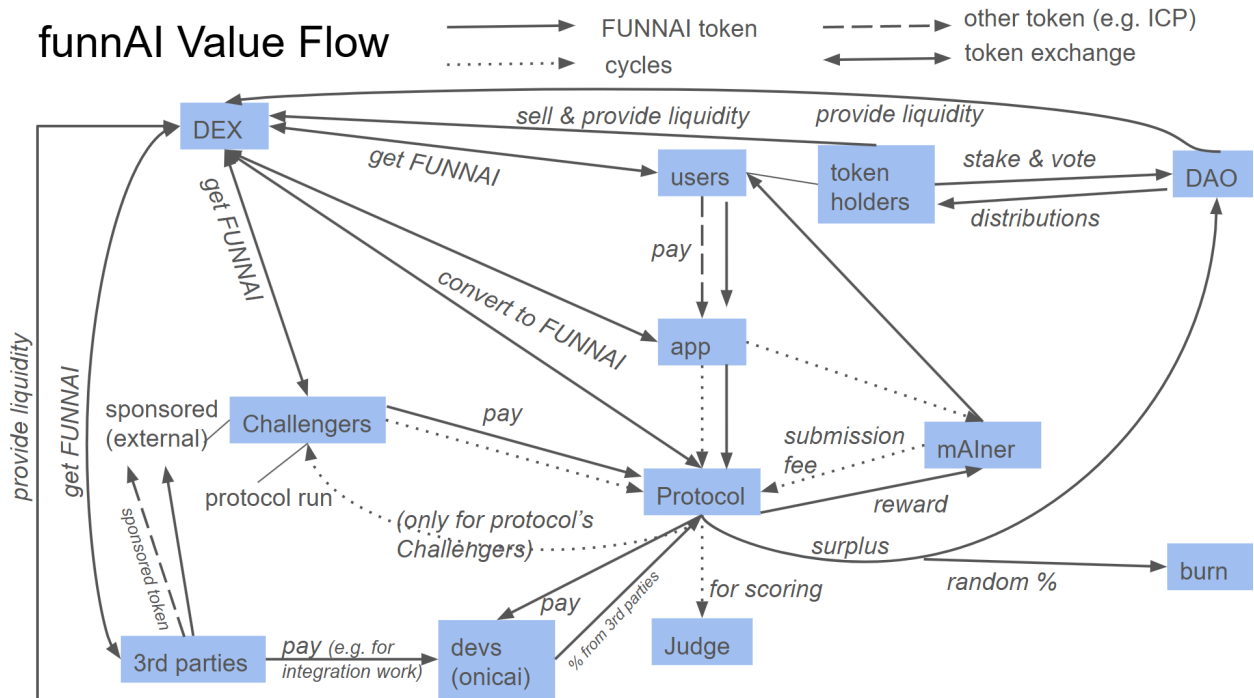 funnAI Value Flow
FUNNAI token
cycles
other token (e.g. ICP)
token exchange
DEX
sell & provide liquidity
provide liquidity
get FUNNAI
users
token
holders
stake & vote
DAO
distributions
get FUNNAI
pay
convert to FUNNAI
app
provide liquidity
get FUNNAI
sponsored
(external)
Challengers
pay
submission
fee
mAIner
protocol run
Protocol
reward
(only for protocol's
Challengers)
surplus
random %
burn
sponsored token
pay
% from 3rd parties
for scoring
3rd parties
pay (e.g. for
integration work)
devs
(onicai)
Judge